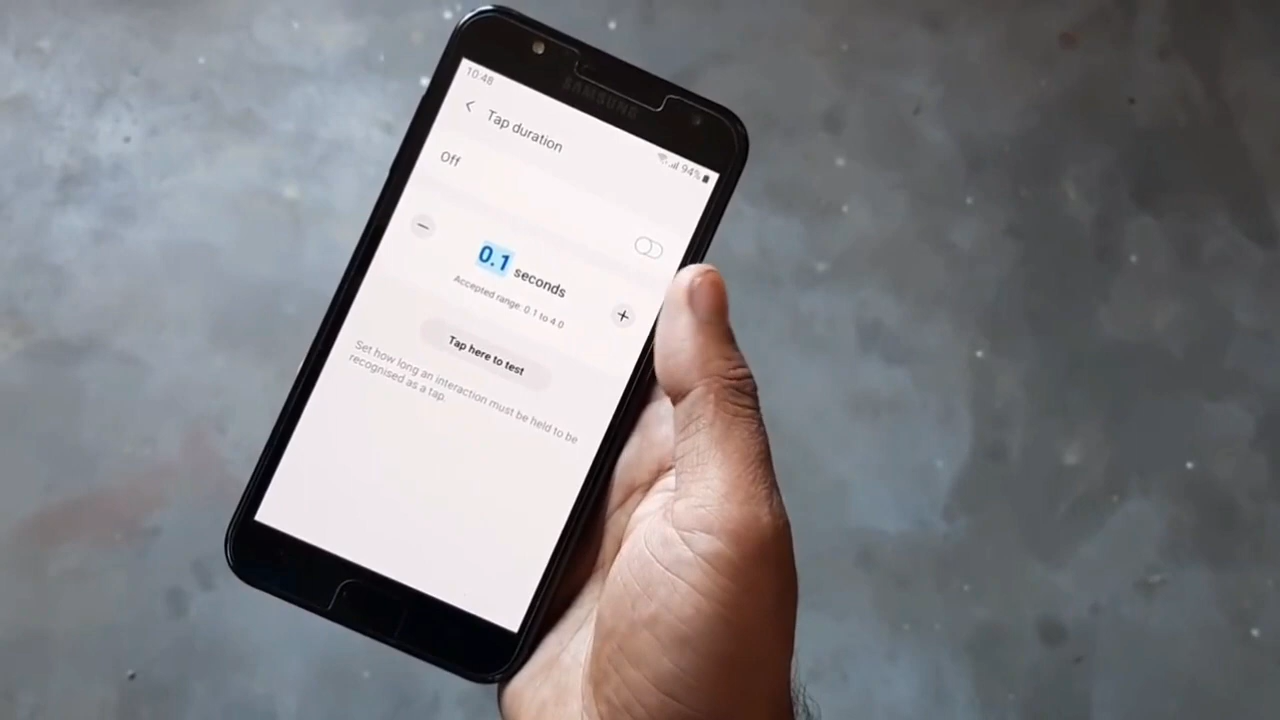 SAMSUNG
10.48
94%
Tap duration
Off
0.1 seconds
Accepted range: 0.1 to 4.0
Tap here to test
Set how long an interaction must be held to be
recognised as a tap.